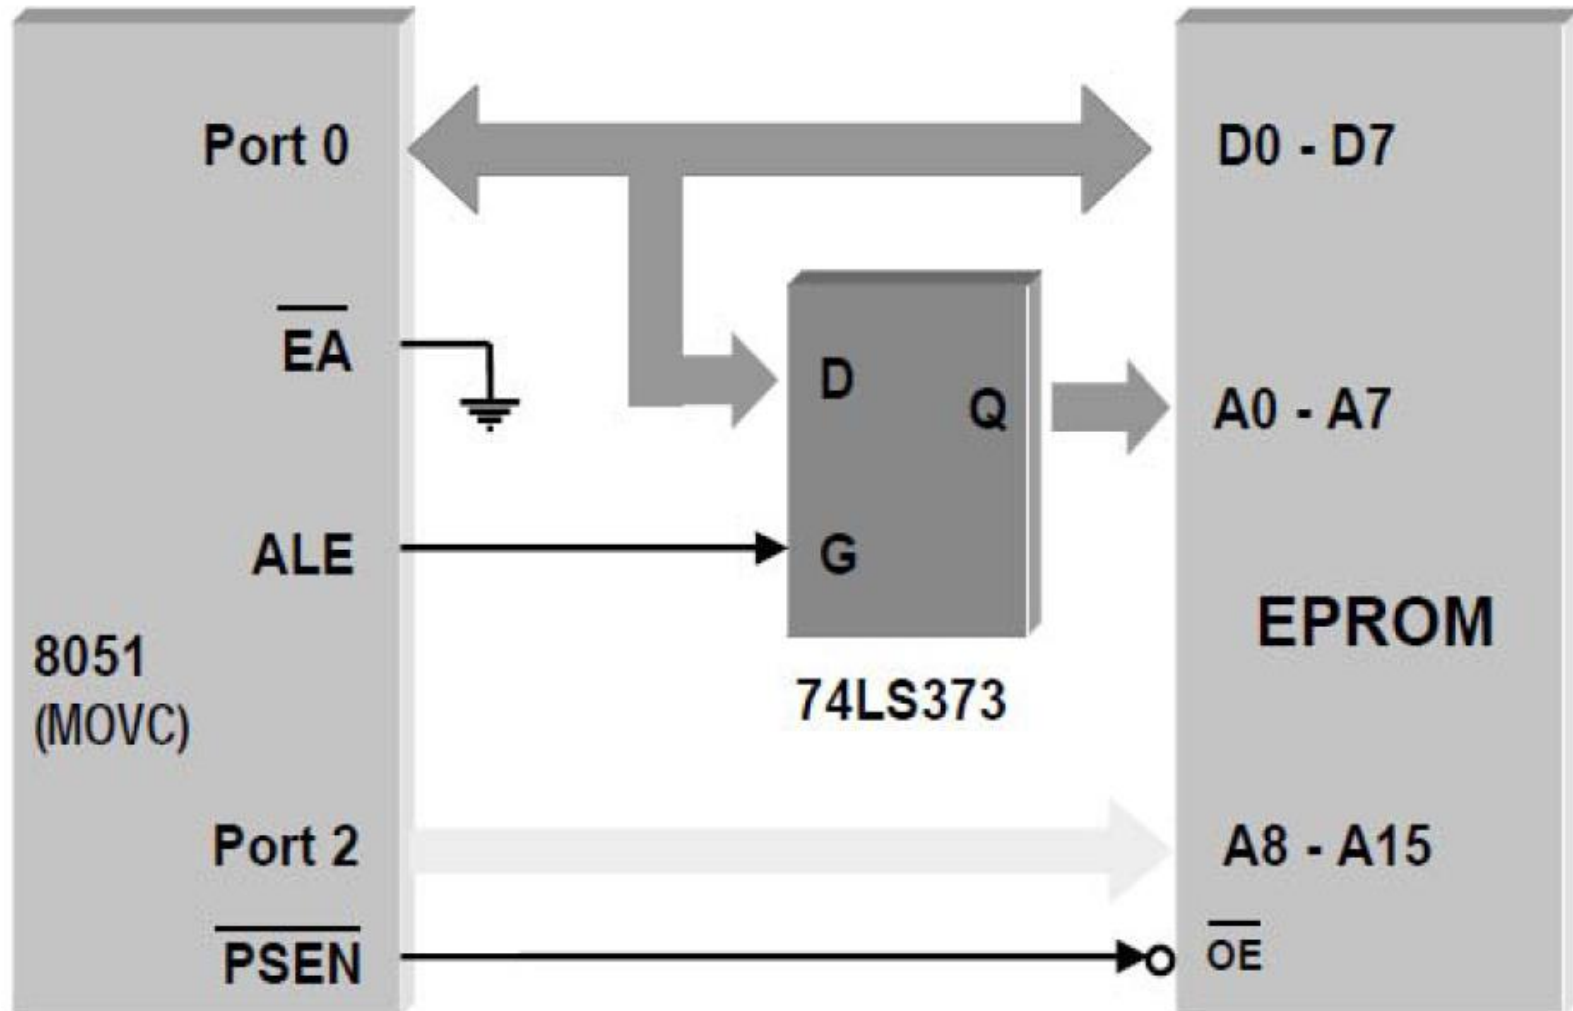 Port 0
D0 - D7
EA
D
Q
A0 - A7
ALE
G
EPROM
8051
(MOVC)
74LS373
Port 2
A8 - A15
PSEN
OE